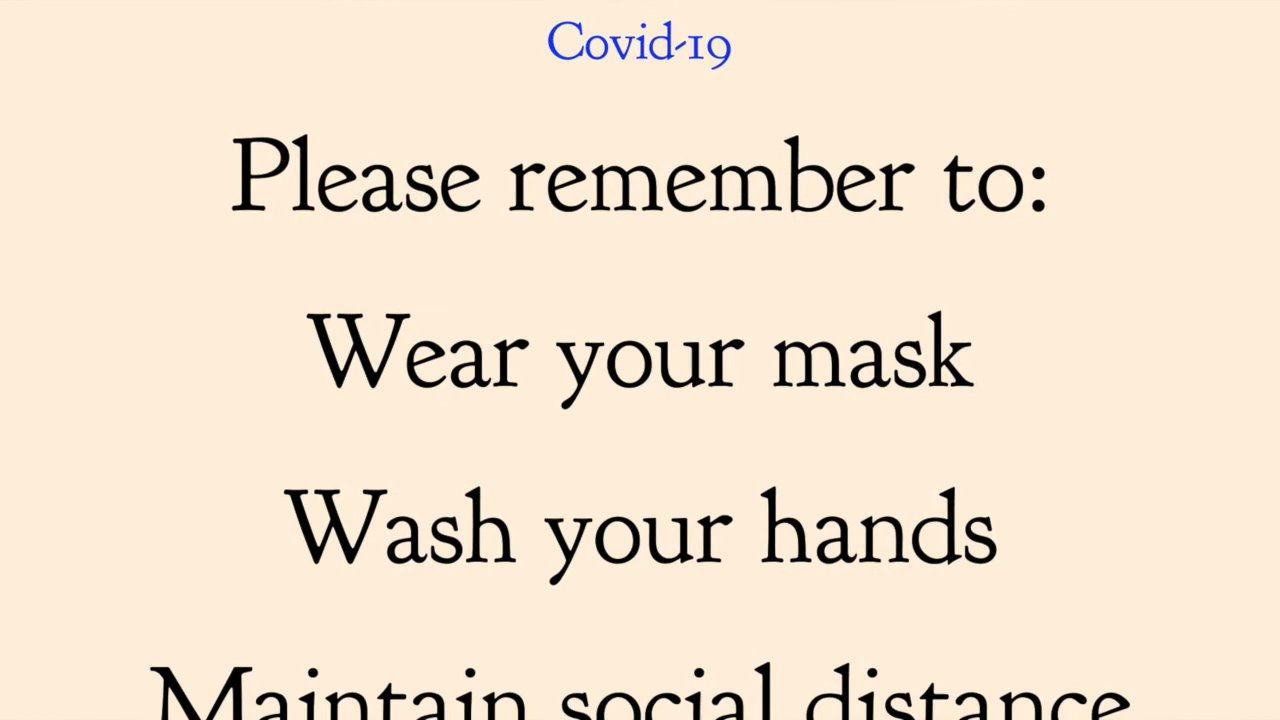 Covid-19
Please remember to:
Wear your mask
Wash your hands
Maintain social distance